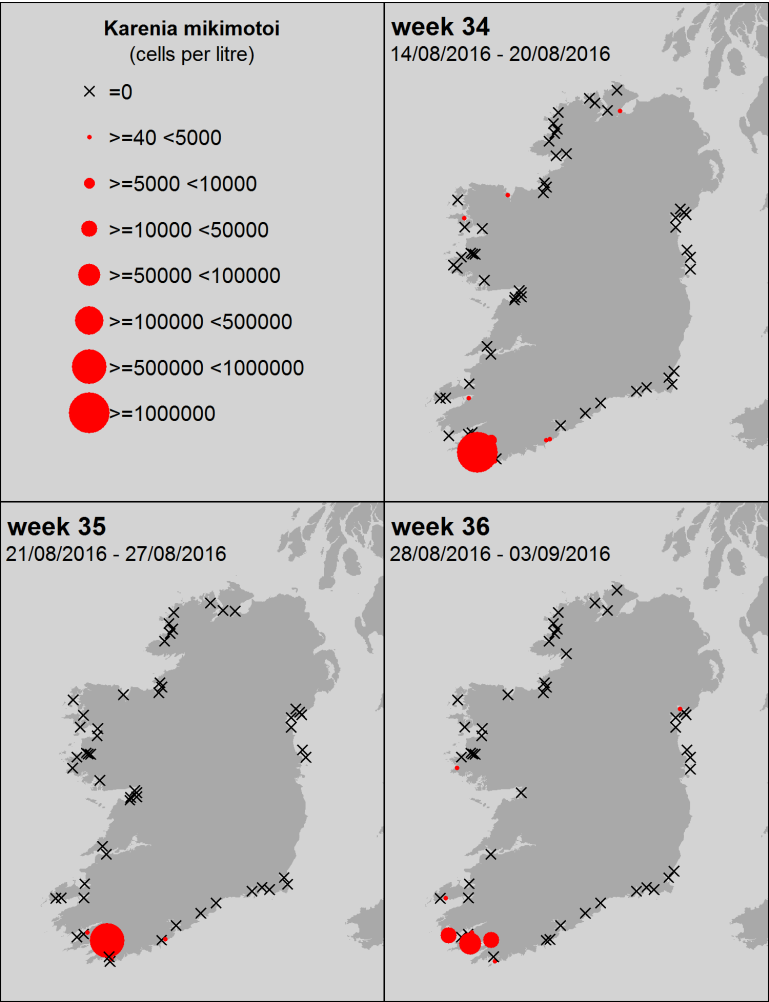 Karenia mikimotoi
(cells per litre)
=0
>=40 <5000
>=5000 <10000
>=10000 <50000
>=50000 <100000
>=100000 <500000
>=500000 <1000000
>=1000000
week 34
14/08/2016 - 20/08/2016
week 35
21/08/2016 - 27/08/2016
week 36
28/08/2016 - 03/09/2016